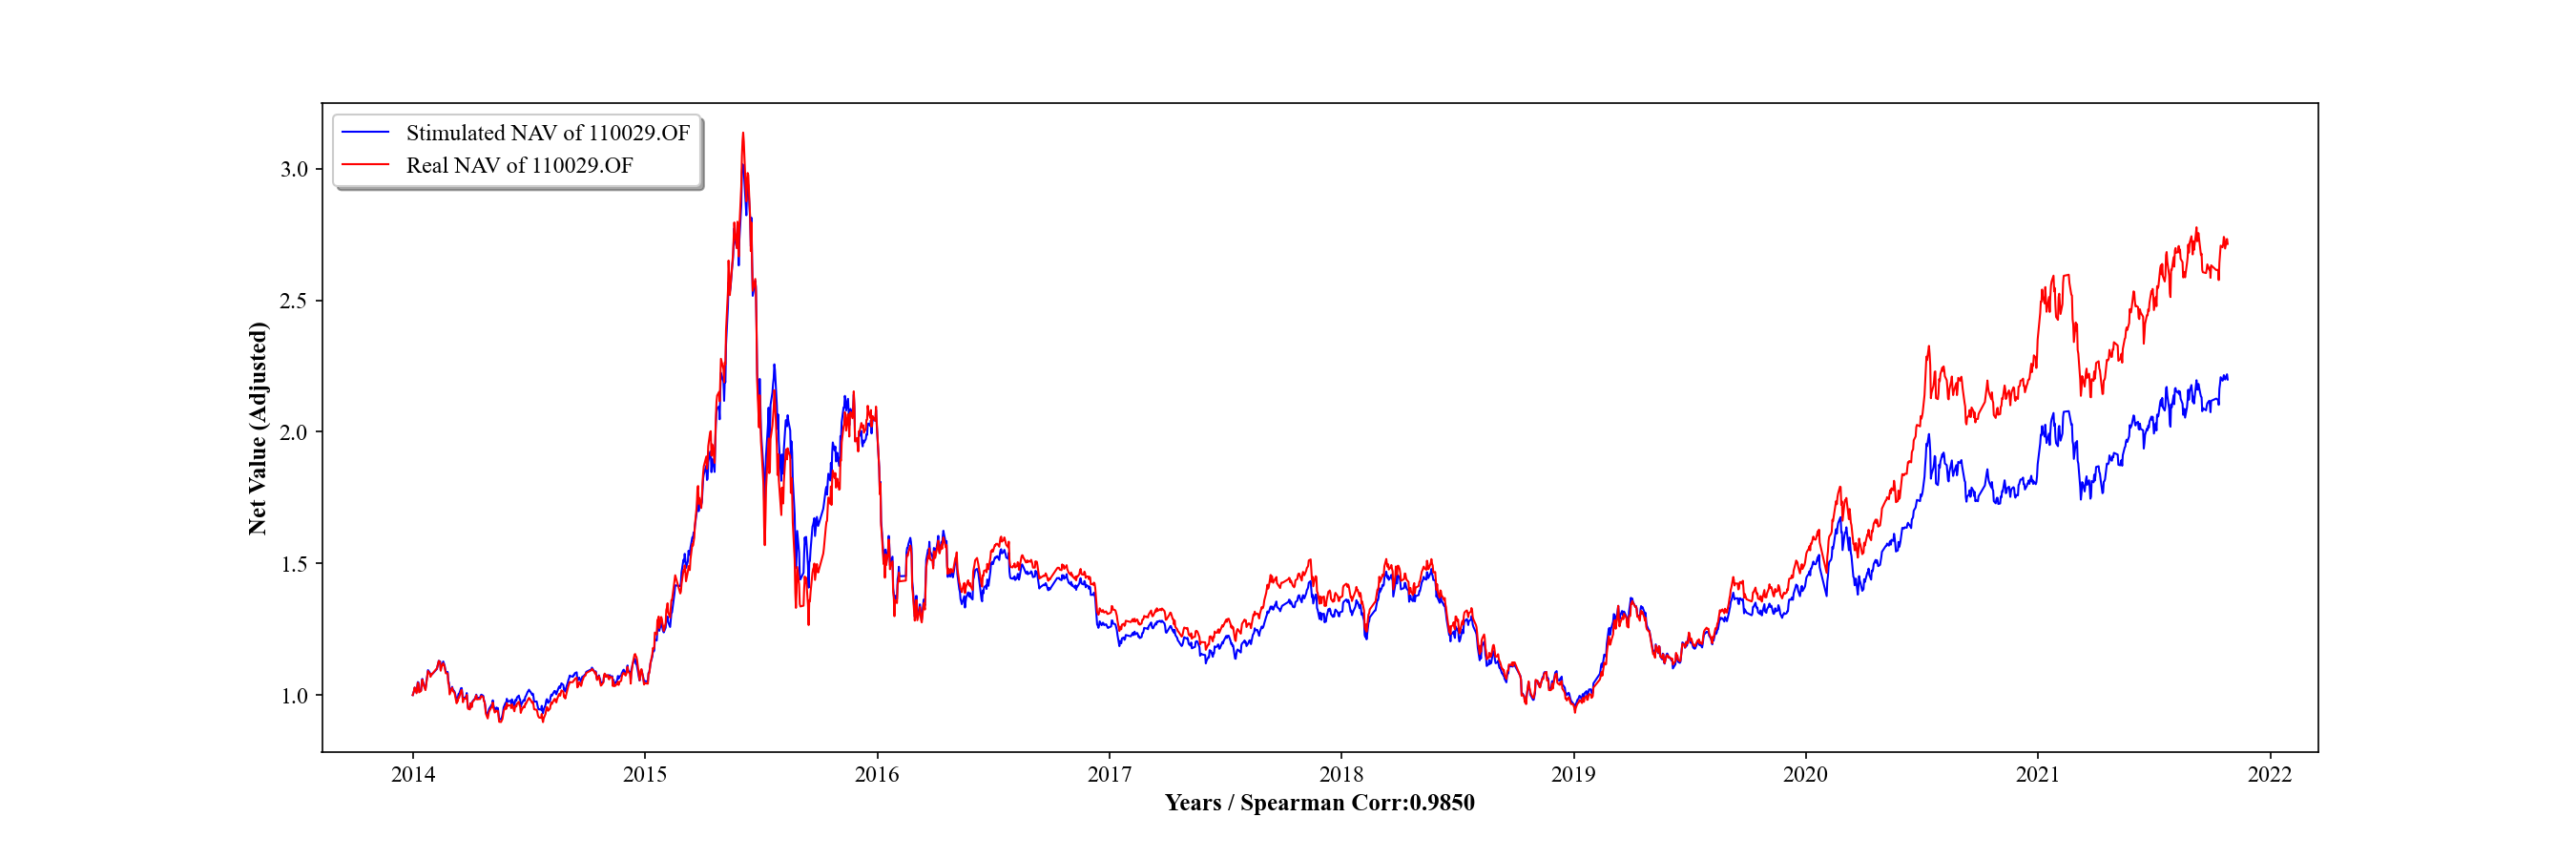 Stimulated NAV of 110029.OF
Real NAV of 110029.OF
Net Value (Adjusted)
3.0
2.5
2.0
1.5
1.0
2014 2015 2016 2017 2018 2019 2020 2021 2022
Years / Spearman Corr:0.9850